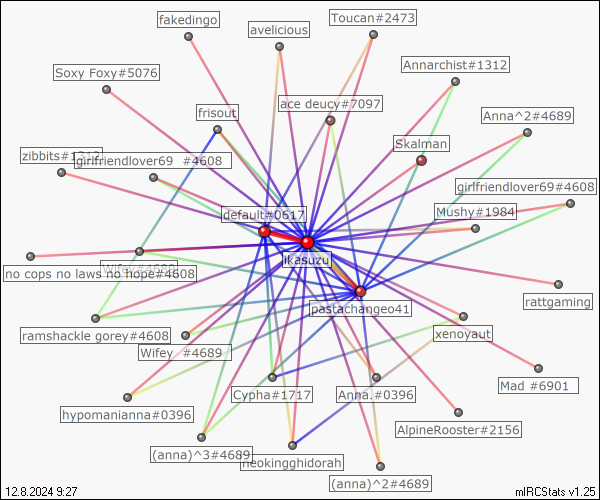 fakedingo
avelicious
Toucan#2473
Soxy Foxy#5076
Annarchist#1312
frisout
ace deucy#7097
Anna^2#4689
Skalman
zibbits#1312
girlfriendlover69 #4608
girlfriendlover69#4608
default#0617
Mushy#1984
ikasuzu
no cops no laws no hope#4608
Wifey#4689
rattgaming
pastachangeo41
ramshackle gorey#4608
xenoyaut
Wifey #4689
Cypha#1717
Anna.#0396
Mad #6901
hypomanianna#0396
AlpineRooster#2156
(anna)^3#4689
neokingghidorah
(anna)^2#4689
12.8.2024 9:27
mIRCStats v1.25